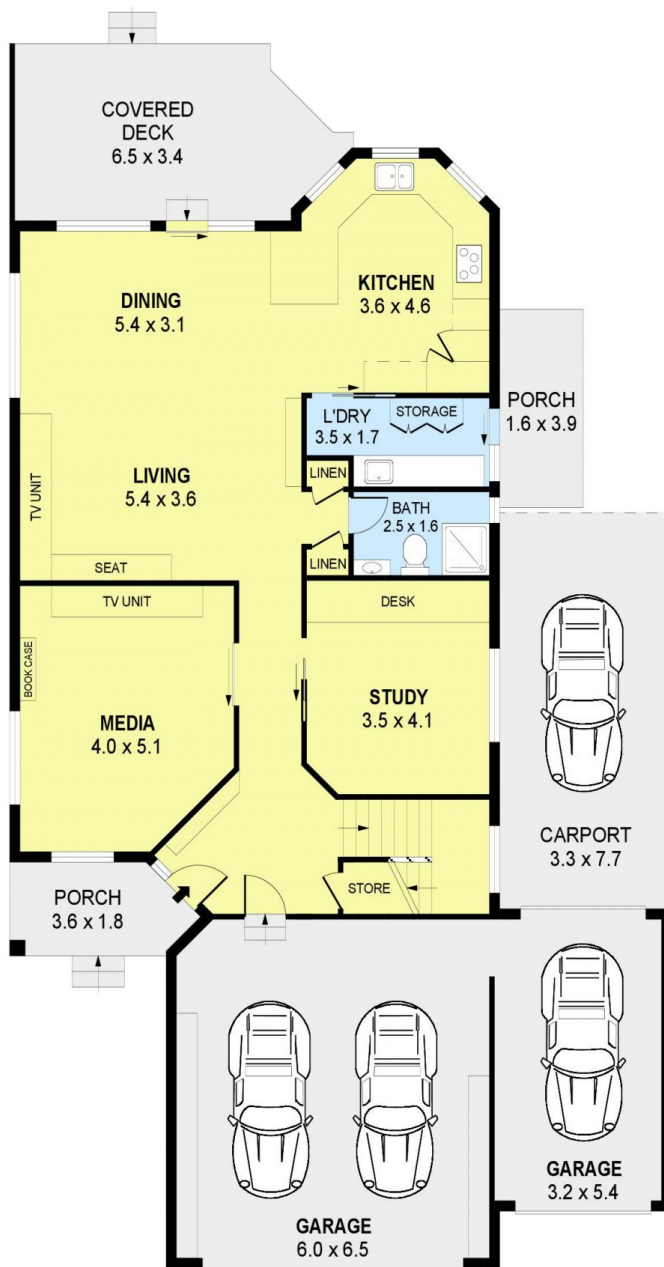 COVERED
DECK
6.5 x 3.4
KITCHEN
3.6 x 4.6
DINING
5.4 x 3.1
PORCH
1.6 x 3.9
L'DRY
3.5 x 1.7
STORAGE
LIVING
5.4 x 3.6
TV UNIT
LINEN
BATH
2.5 x 1.6
LINEN
SEAT
TV UNIT
DESK
BOOK CASE
MEDIA
4.0 x 5.1
STUDY
3.5 x 4.1
CARPORT
3.3 x 7.7
STORE
PORCH
3.6 x 1.8
GARAGE
3.2 x 5.4
GARAGE
6.0 x 6.5